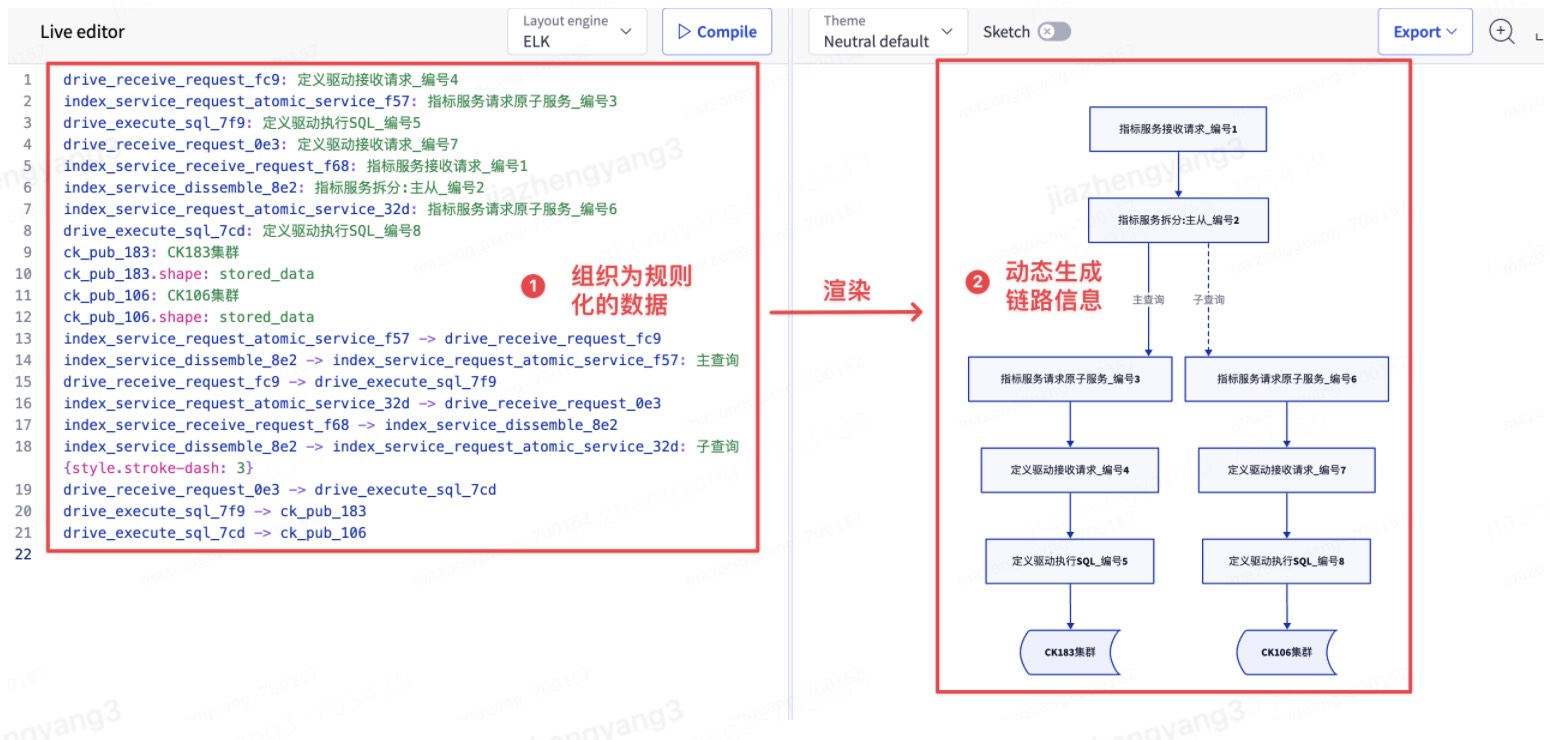 Live editor
Layout engine
ELK
Compile
Theme
Neutral default
Sketch
Export
1 drive_receive_request_fc9: 定义驱动接收请求_编号4
2 index_service_request_atomic_service_f57: 指标服务请求原子服务_编号3
3 drive_execute_sql_7f9: 定义驱动执行SQL_编号5
4 drive_receive_request_0e3: 定义驱动接收请求_编号7
5 index_service_receive_request_f68: 指标服务接收请求_编号1
6 index_service_dissemble_8e2: 指标服务拆分:主从_编号2
7 index_service_request_atomic_service_32d: 指标服务请求原子服务_编号6
8 drive_execute_sql_7cd: 定义驱动执行SQL_编号8
9 ck_pub_183: CK183集群
10 ck_pub_183.shape: stored_data
11 ck_pub_106: CK106集群
12 ck_pub_106.shape: stored_data
13 index_service_request_atomic_service_f57 -> drive_receive_request_fc9
14 index_service_dissemble_8e2 -> index_service_request_atomic_service_f57: 主查询
15 drive_receive_request_fc9 -> drive_execute_sql_7f9
16 index_service_request_atomic_service_32d -> drive_receive_request_0e3
17 index_service_receive_request_f68 -> index_service_dissemble_8e2
18 index_service_dissemble_8e2 -> index_service_request_atomic_service_32d: 子查询
{style.stroke-dash: 3}
19 drive_receive_request_0e3 -> drive_execute_sql_7cd
20 drive_execute_sql_7f9 -> ck_pub_183
21 drive_execute_sql_7cd -> ck_pub_106
22
1 组织为规则
化的数据
渲染
2 动态生成
链路信息
指标服务接收请求_编号1
指标服务拆分:主从_编号2
主查询
子查询
指标服务请求原子服务_编号3
指标服务请求原子服务_编号6
定义驱动接收请求_编号4
定义驱动接收请求_编号7
定义驱动执行SQL_编号5
定义驱动执行SQL_编号8
CK183集群
CK106集群
jiazhengyang3